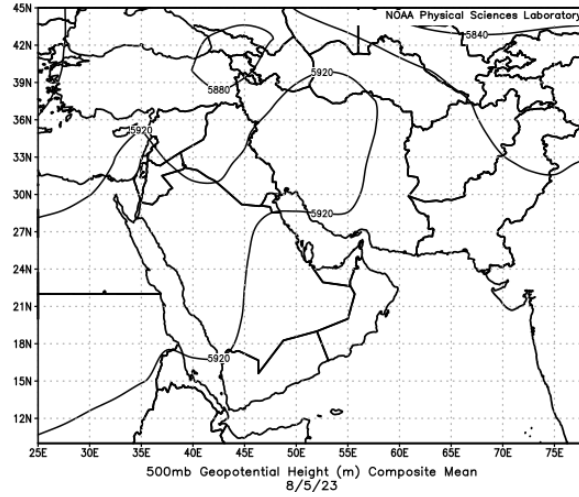 NOAA Physical Sciences Laboratory
45N
5840
42N
39N
5920
5880
36N
5920
33N
30N
5920
27N
24N
21N
18N
5920
15N
12N
25E 30E 35E 40E 45E 50E 55E 60E 65E 70E 75E
500mb Geopotential Height (m) Composite Mean
8/5/23